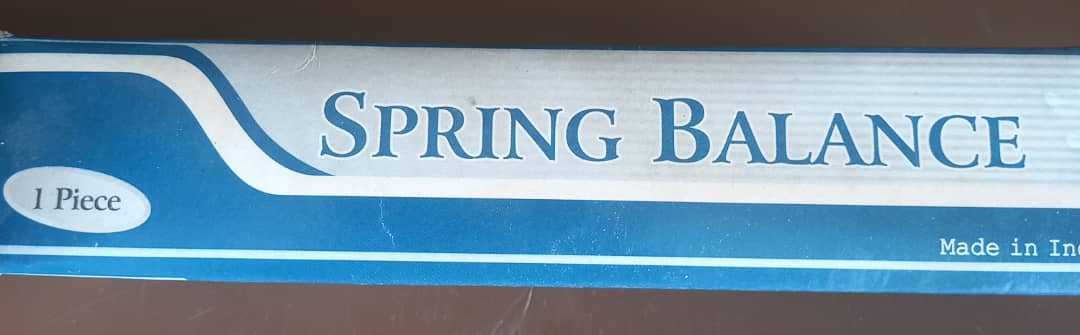 SPRING BALANCE
1 Piece
Made in